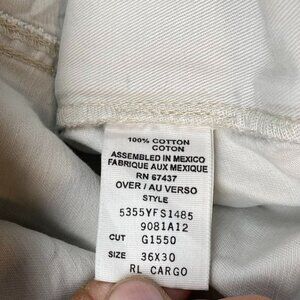 100% COTTON
COTON
ASSEMBLED IN MEXICO
FABRIQUE AUX MEXIQUE
RN 67437
OVER / AU VERSO
STYLE
5355YFS1485
9081A12
CUT G1550
SIZE 36X30
RL CARGO